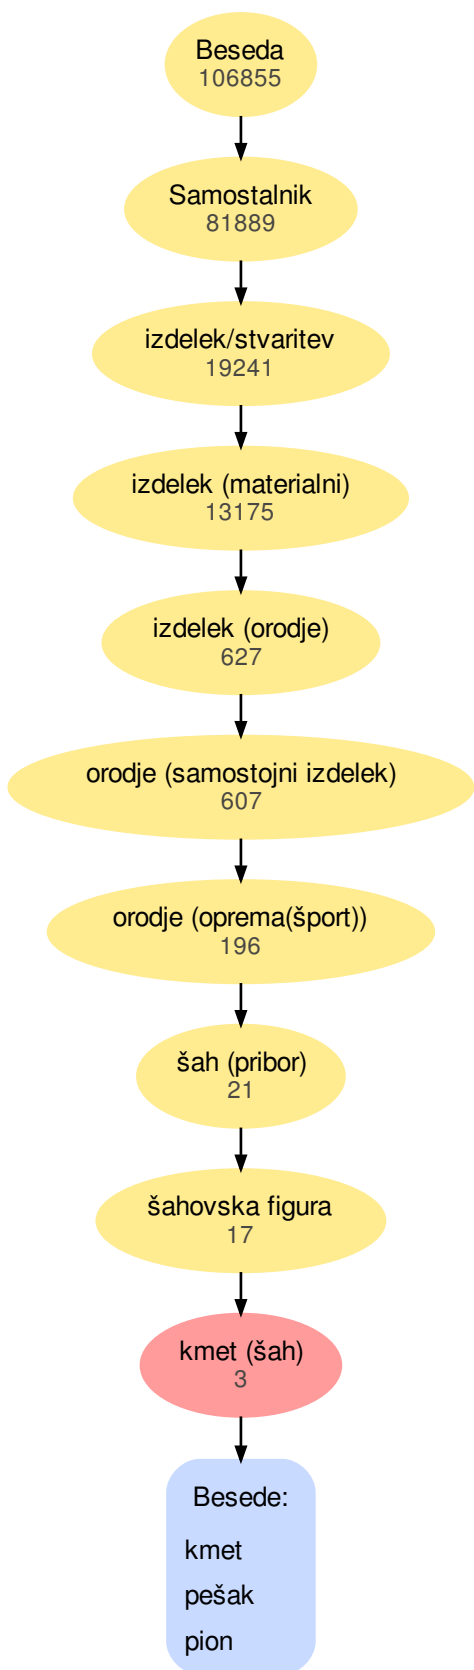 Beseda
106855
Samostalnik
81889
izdelek/stvaritev
19241
izdelek (materialni)
13175
izdelek (orodje)
627
orodje (samostojni izdelek)
607
orodje (oprema(šport))
196
šah (pribor)
21
šahovska figura
17
kmet (šah)
3
Besede:
kmet
pešak
pion